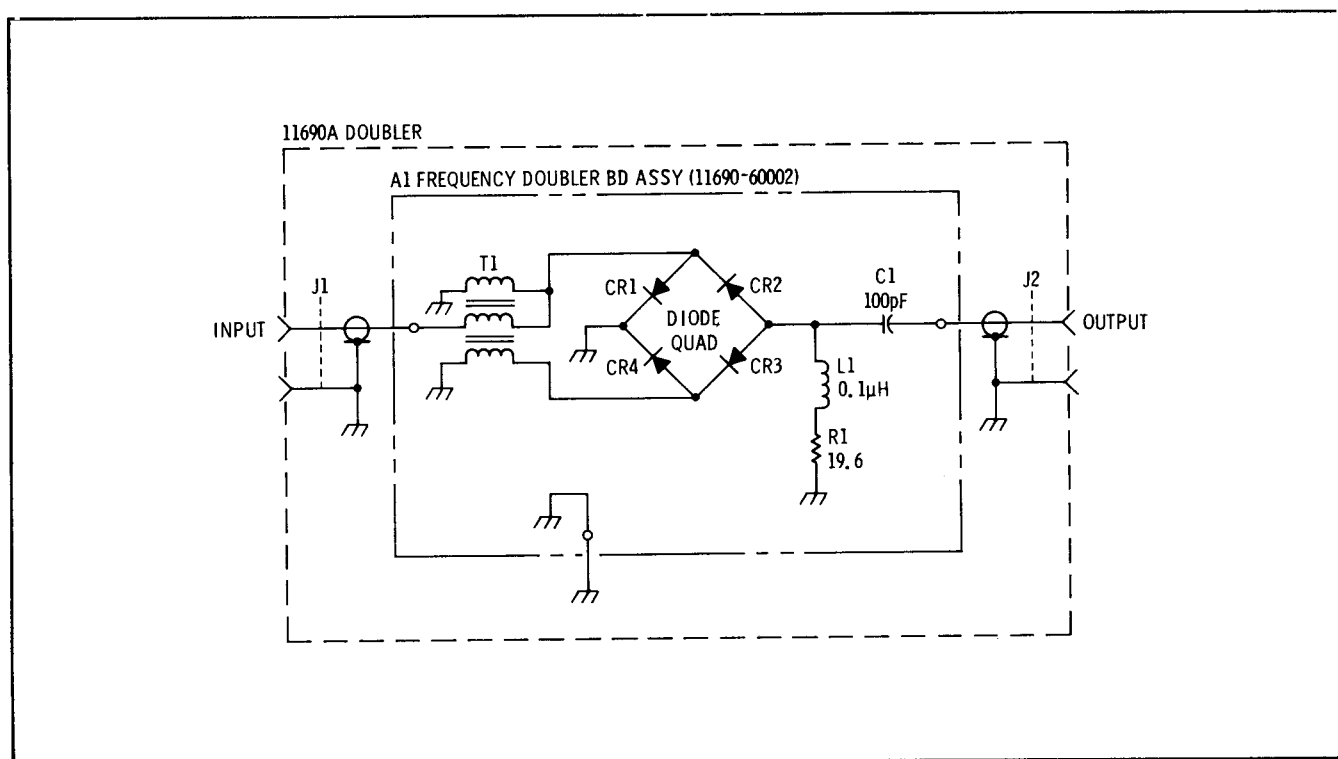 11690A DOUBLER
A1 FREQUENCY DOUBLER BD ASSY (11690-60002)
J1
T1
CR1
CR2
C1
100pF
J2
INPUT
DIODE
QUAD
OUTPUT
CR4
CR3
L1
0.1µH
R1
19.6